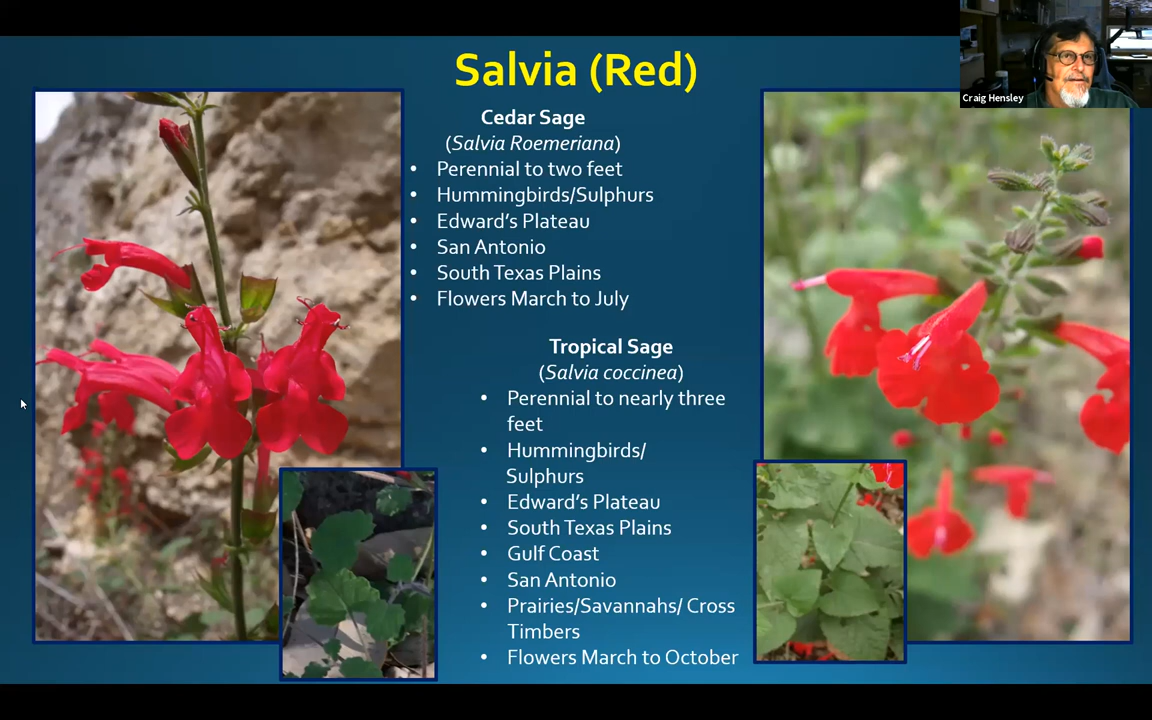 Salvia (Red)
Craig Hensley
Cedar Sage
(Salvia Roemeriana)
• Perennial to two feet
• Hummingbirds/Sulphurs
• Edward's Plateau
• San Antonio
• South Texas Plains
• Flowers March to July
Tropical Sage
(Salvia coccinea)
• Perennial to nearly three
feet
• Hummingbirds/
Sulphurs
• Edward's Plateau
• South Texas Plains
• Gulf Coast
• San Antonio
• Prairies/Savannahs/ Cross
Timbers
• Flowers March to October